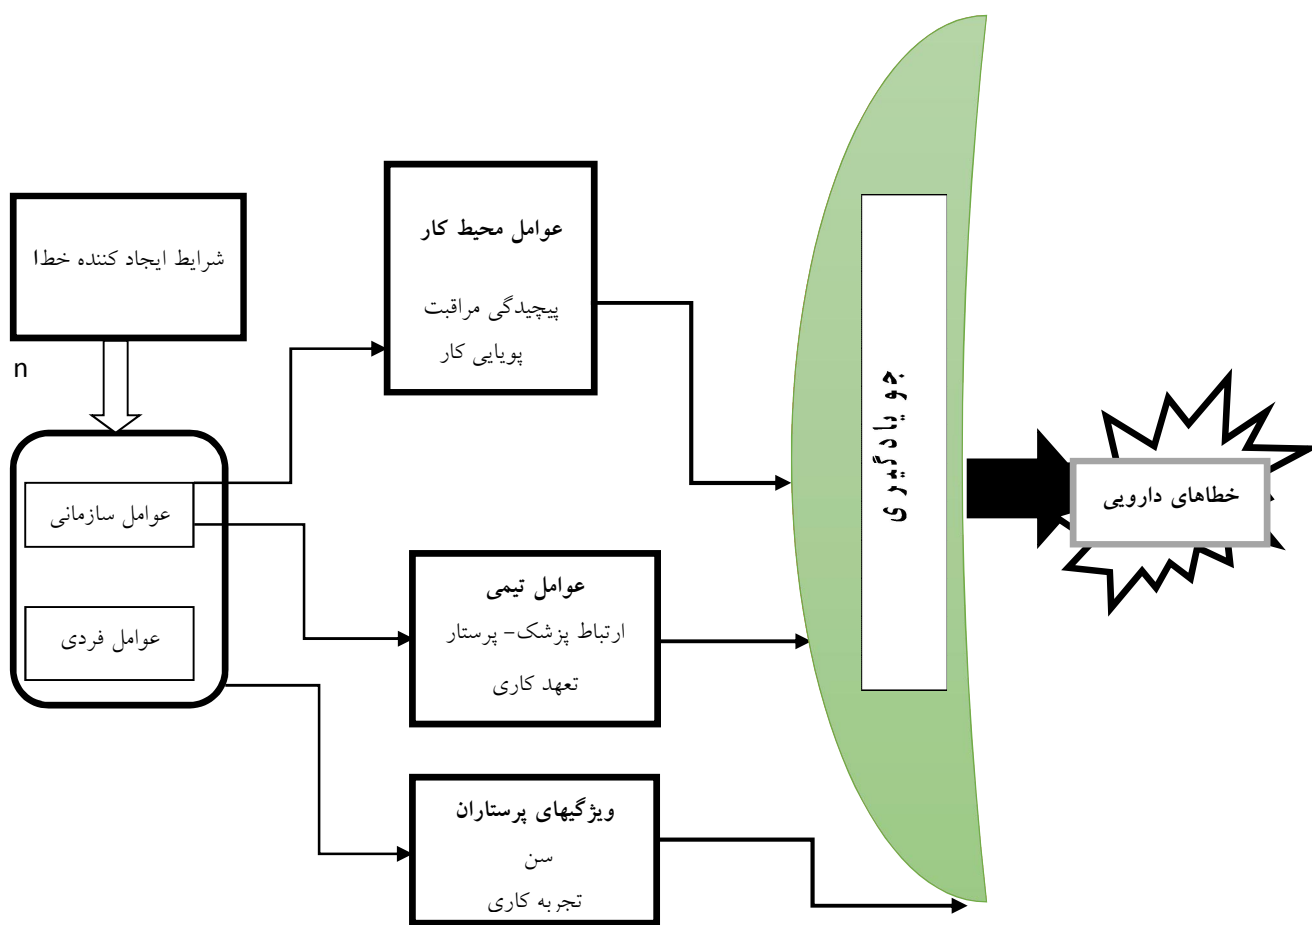 شرایط ایجاد کننده خطا
n
عوامل سازمانی
عوامل فردی
عوامل محیط کار
پیچیدگی مراقبت
پویایی کار
عوامل تیمی
ارتباط پزشک- پرستار
تعهد کاری
ویژگیهای پرستاران
سن
تجربه کاری
جو یادگیری
خطاهای دارویی